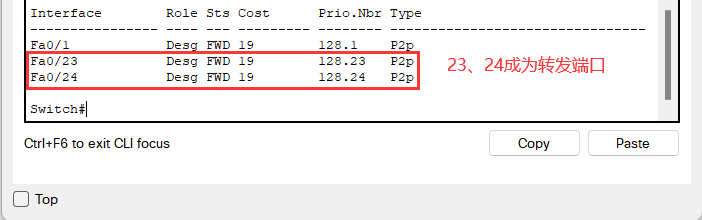 Interface Role Sts Cost Prio.Nbr Type
---------------- ---- --- --------- -------- --------------------------------
Fa0/1 Desg FWD 19 128.1 P2p
Fa0/23 Desg FWD 19 128.23 P2p
23、24成为转发端口
Fa0/24 Desg FWD 19 128.24 P2p
Switch#
Ctrl+F6 to exit CLI focus
Copy
Paste
Top